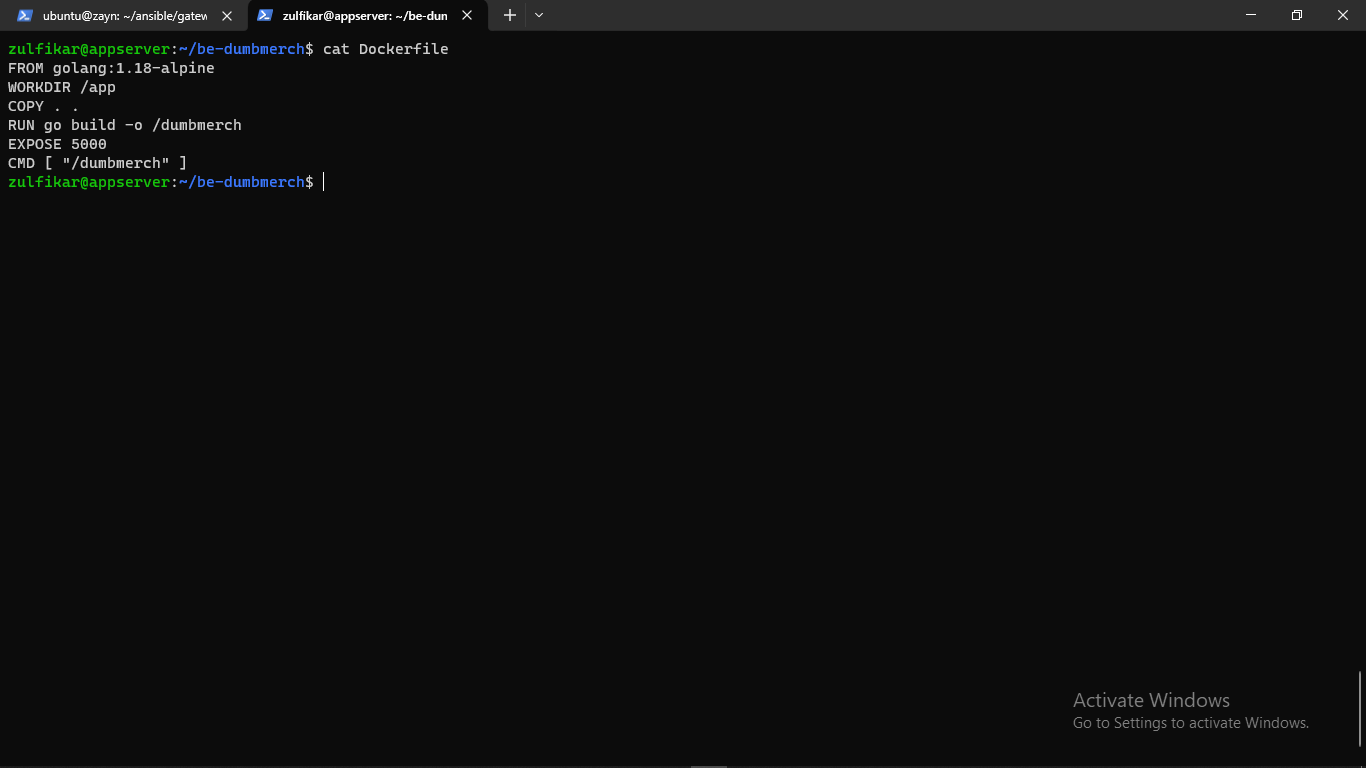 ubuntu@zayn: ~/ansible/gatew
zulfikar@appserver: ~/be-dun
zulfikar@appserver:~/be-dumbmerch$ cat Dockerfile
FROM golang:1.18-alpine
WORKDIR /app
COPY . .
RUN go build -o /dumbmerch
EXPOSE 5000
CMD [ "/dumbmerch" ]
zulfikar@appserver:~/be-dumbmerch$
Activate Windows
Go to Settings to activate Windows.